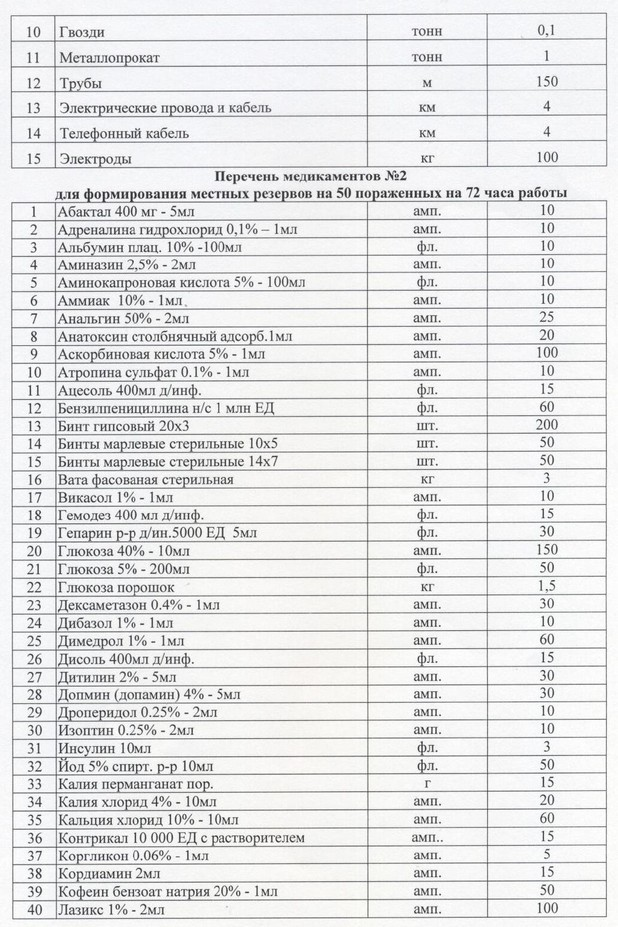 10 Гвозди тонн 0,1
11 Металлопрокат тонн 1
12 Трубы м 150
13 Электрические провода и кабель км 4
14 Телефонный кабель км 4
15 Электроды кг 100
Перечень медикаментов №2
для формирования местных резервов на 50 пораженных на 72 часа работы
1 Абактал 400 мг - 5мл амп. 10
2 Адреналина гидрохлорид 0,1% – 1мл амп. 10
3 Альбумин плац. 10% -100мл фл. 10
4 Аминазин 2,5% - 2мл амп. 10
5 Аминокапроновая кислота 5% - 100мл фл. 10
6 Аммиак 10% - 1мл. амп. 10
7 Анальгин 50% - 2мл амп. 25
8 Анатоксин столбнячный адсорб.1мл амп. 20
9 Аскорбиновая кислота 5% - 1мл амп. 100
10 Атропина сульфат 0.1% - 1мл амп. 10
11 Ацесоль 400мл д/инф. фл. 15
12 Бензилпенициллина н/с 1 млн ЕД фл. 60
13 Бинт гипсовый 20х3 шт. 200
14 Бинты марлевые стерильные 10х5 шт. 50
15 Бинты марлевые стерильные 14х7 шт. 50
16 Вата фасованая стерильная кг 3
17 Викасол 1% - 1мл амп. 10
18 Гемодез 400 мл д/инф. фл. 15
19 Гепарин р-р д/ин.5000 ЕД 5мл фл. 30
20 Глюкоза 40% - 10мл амп. 150
21 Глюкоза 5% - 200мл фл. 50
22 Глюкоза порошок кг 1,5
23 Дексаметазон 0.4% - 1мл амп. 30
24 Дибазол 1% - 1мл амп. 10
25 Димедрол 1% - 1мл амп. 60
26 Дисоль 400мл д/инф. фл. 15
27 Дитилин 2% - 5мл амп. 30
28 Допмин (допамин) 4% - 5мл амп. 30
29 Дроперидол 0.25% - 2мл амп. 10
30 Изоптин 0.25% - 2мл амп. 10
31 Инсулин 10мл фл. 3
32 Йод 5% спирт. р-р 10мл фл. 50
33 Калия перманганат пор. г 15
34 Калия хлорид 4% - 10мл амп. 20
35 Кальция хлорид 10% - 10мл амп. 60
36 Контрикал 10 000 ЕД с растворителем амп.. 15
37 Коргликон 0.06% - 1мл амп. 5
38 Кордиамин 2мл амп. 15
39 Кофеин бензоат натрия 20% - 1мл амп. 50
40 Лазикс 1% - 2мл амп. 100